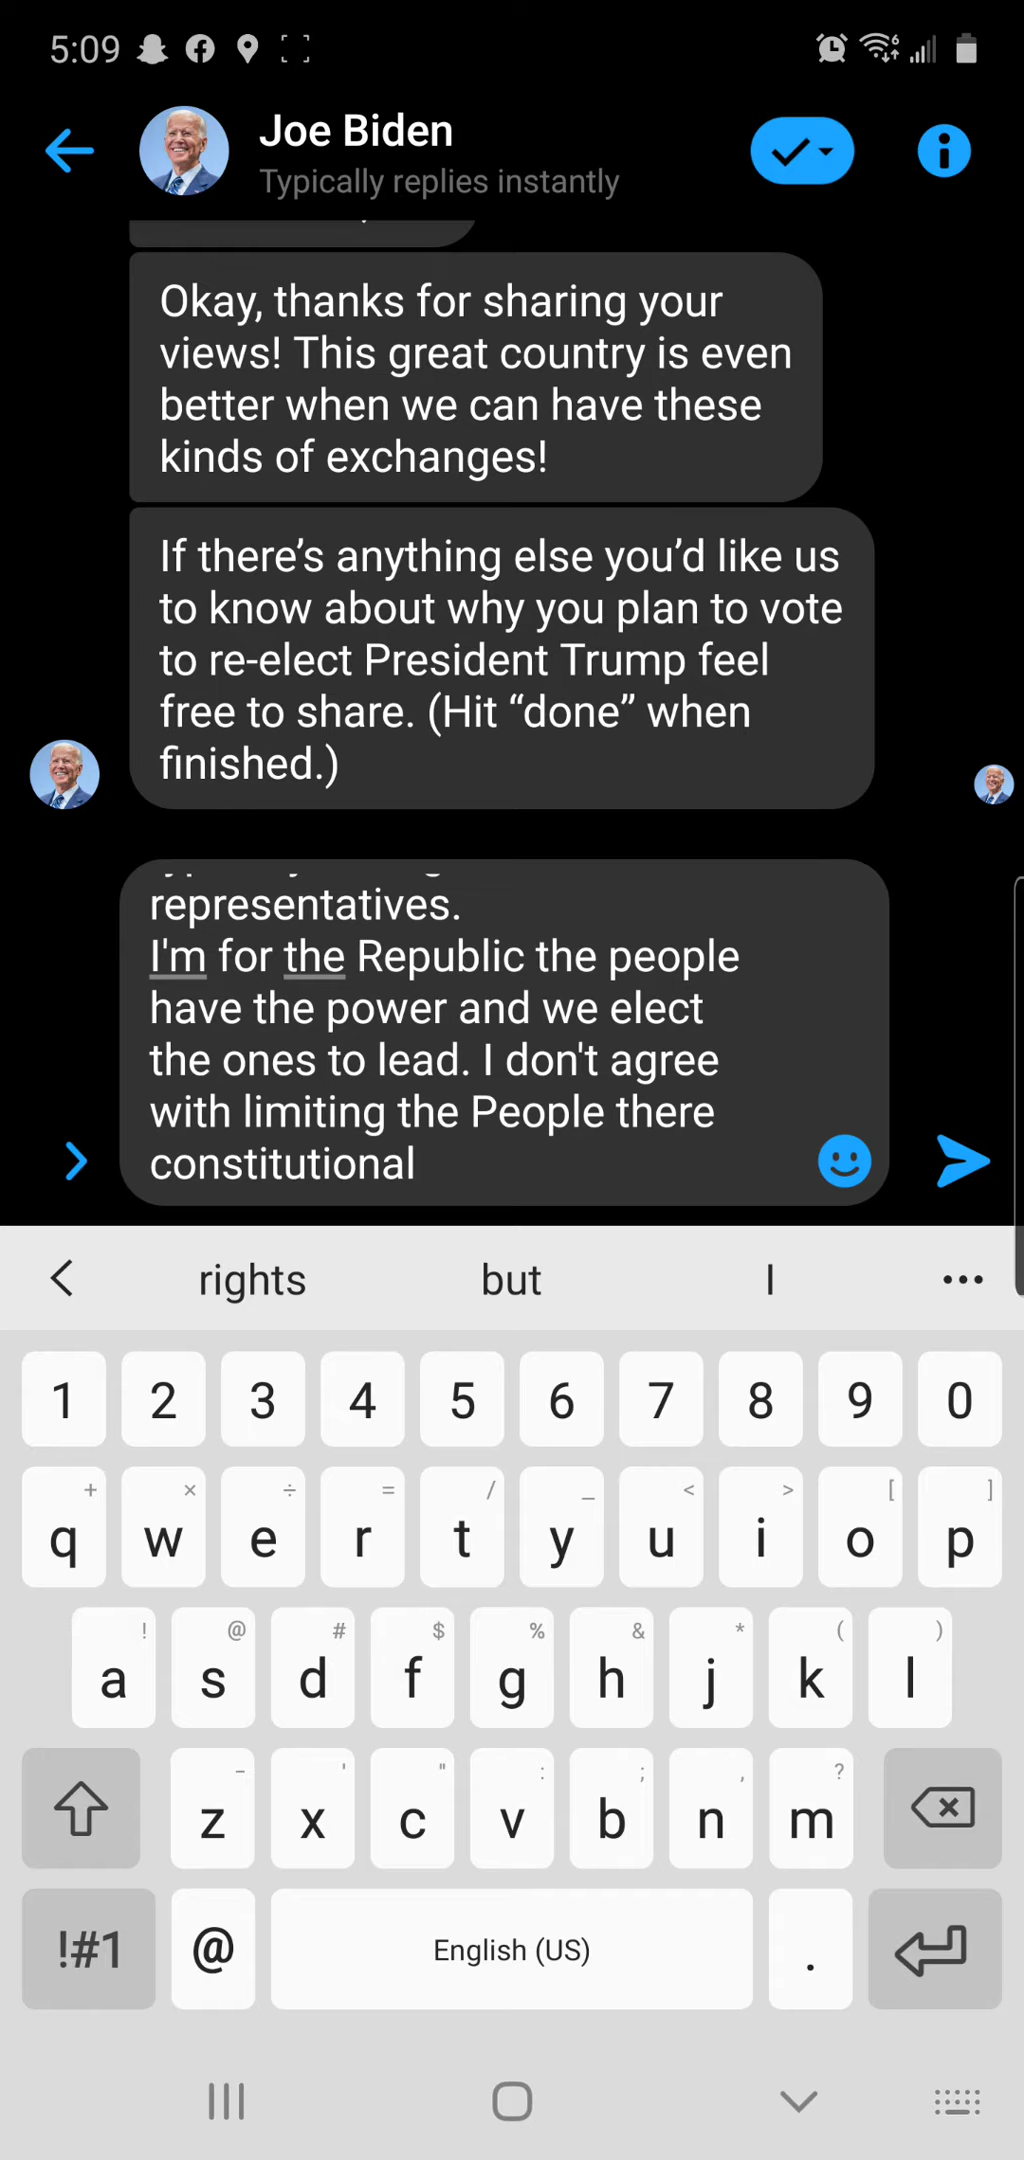 5:09
Joe Biden
Typically replies instantly
Okay, thanks for sharing your
views! This great country is even
better when we can have these
kinds of exchanges!
If there’s anything else you’d like us
to know about why you plan to vote
to re-elect President Trump feel
free to share. (Hit “done” when
finished.)
representatives.
I'm for the Republic the people
have the power and we elect
the ones to lead. I don't agree
with limiting the People there
constitutional
rights but I
1 2 3 4 5 6 7 8 9 0
+ × ÷ = / _ < > [ ]
q w e r t y u i o p
! @ # $ % & * ( )
a s d f g h j k l
- ' " : ; , ?
z x c v b n m
!#1 @ English (US) .